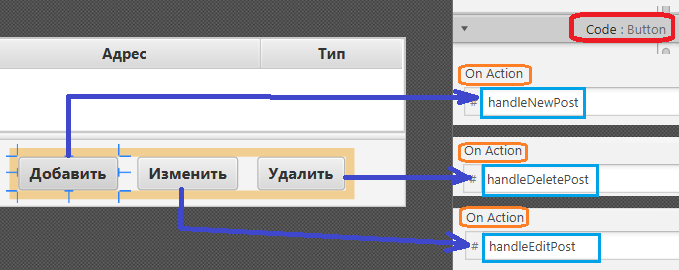 Code : Button
Адрес Тип
On Action
# handleNewPost
On Action
Добавить Изменить Удалить
# handleDeletePost
On Action
# handleEditPost